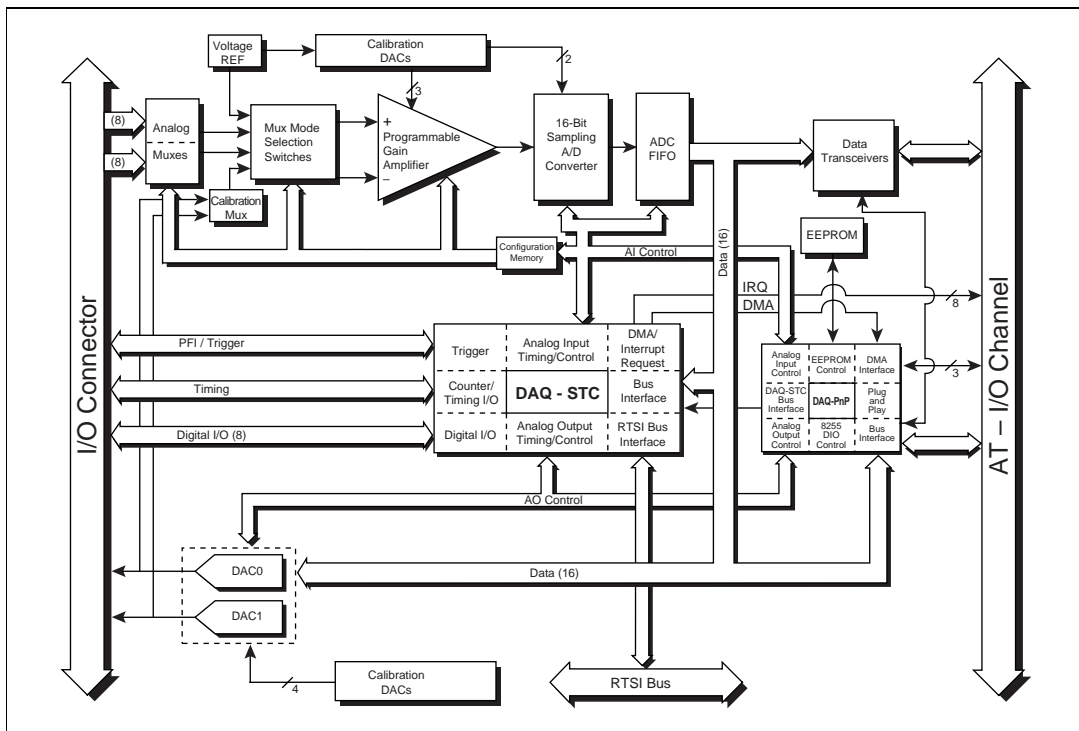 Voltage
REF
Calibration
DACs
2
3
(8)
(8)
Analog
Muxes
Mux Mode
Selection
Switches
+
Programmable
Gain
Amplifier
–
16-Bit
Sampling
A/D
Converter
ADC
FIFO
Data
Transceivers
Calibration
Mux
Configuration
Memory
AI Control
Data (16)
EEPROM
IRQ
DMA
8
I/O Connector
AT – I/O Channel
PFI / Trigger
Timing
Digital I/O (8)
Trigger
Analog Input
Timing/Control
DMA/
Interrupt
Request
Counter/
Timing I/O
DAQ - STC
Bus
Interface
Digital I/O
Analog Output
Timing/Control
RTSI Bus
Interface
Analog
Input
Control
EEPROM
Control
DMA
Interface
DAQ-STC
Bus
Interface
DAQ-PnP
Plug
and
Play
Analog
Output
Control
8255
DIO
Control
Bus
Interface
3
AO Control
DAC0
Data (16)
DAC1
4
Calibration
DACs
RTSI Bus